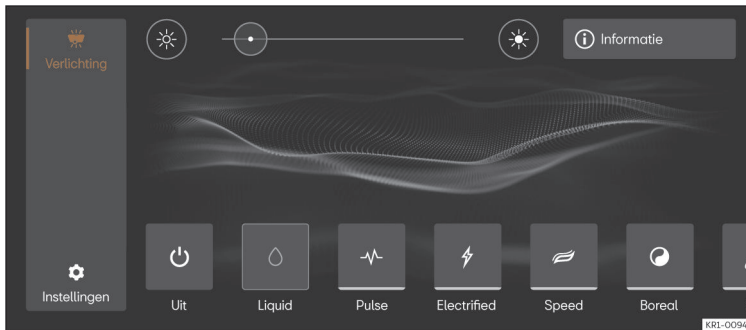 Verlichting
Informatie
Instellingen
Uit
Liquid
Pulse
Electrified
Speed
Boreal
KR1-0094